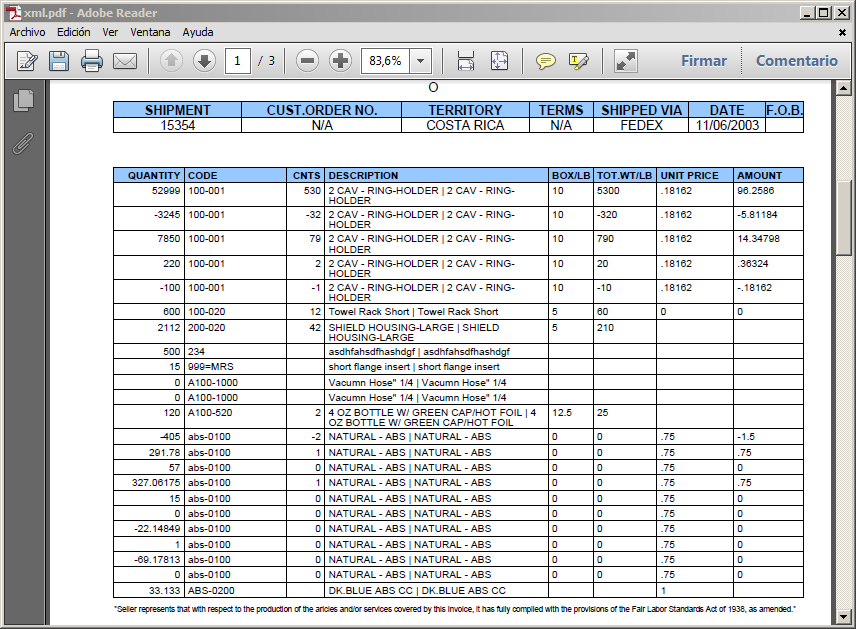 xml.pdf - Adobe Reader
Archivo Edición Ver Ventana Ayuda
1 / 3 83,6% Firmar Comentario
O
SHIPMENT CUST.ORDER NO. TERRITORY TERMS SHIPPED VIA DATE F.O.B.
15354 N/A COSTA RICA N/A FEDEX 11/06/2003
QUANTITY CODE CNTS DESCRIPTION BOX/LB TOT.WT/LB UNIT PRICE AMOUNT
52999 100-001 530 2 CAV - RING-HOLDER | 2 CAV - RING- 10 5300 .18162 96.2586
HOLDER
-3245 100-001 -32 2 CAV - RING-HOLDER | 2 CAV - RING- 10 -320 .18162 -5.81184
HOLDER
7850 100-001 79 2 CAV - RING-HOLDER | 2 CAV - RING- 10 790 .18162 14.34798
HOLDER
220 100-001 2 2 CAV - RING-HOLDER | 2 CAV - RING- 10 20 .18162 .36324
HOLDER
-100 100-001 -1 2 CAV - RING-HOLDER | 2 CAV - RING- 10 -10 .18162 -.18162
HOLDER
600 100-020 12 Towel Rack Short | Towel Rack Short 5 60 0 0
2112 200-020 42 SHIELD HOUSING-LARGE | SHIELD 5 210
HOUSING-LARGE
500 234 asdhfahsdfhashdgf | asdhfahsdfhashdgf
15 999=MRS short flange insert | short flange insert
0 A100-1000 Vacumn Hose" 1/4 | Vacumn Hose" 1/4
0 A100-1000 Vacumn Hose" 1/4 | Vacumn Hose" 1/4
120 A100-520 2 4 OZ BOTTLE W/ GREEN CAP/HOT FOIL | 4 12.5 25
OZ BOTTLE W/ GREEN CAP/HOT FOIL
-405 abs-0100 -2 NATURAL - ABS | NATURAL - ABS 0 0 .75 -1.5
291.78 abs-0100 1 NATURAL - ABS | NATURAL - ABS 0 0 .75 .75
57 abs-0100 0 NATURAL - ABS | NATURAL - ABS 0 0 .75 0
327.06175 abs-0100 1 NATURAL - ABS | NATURAL - ABS 0 0 .75 .75
15 abs-0100 0 NATURAL - ABS | NATURAL - ABS 0 0 .75 0
0 abs-0100 0 NATURAL - ABS | NATURAL - ABS 0 0 .75 0
-22.14849 abs-0100 0 NATURAL - ABS | NATURAL - ABS 0 0 .75 0
1 abs-0100 0 NATURAL - ABS | NATURAL - ABS 0 0 .75 0
-69.17813 abs-0100 0 NATURAL - ABS | NATURAL - ABS 0 0 .75 0
0 abs-0100 0 NATURAL - ABS | NATURAL - ABS 0 0 .75 0
33.133 ABS-0200 DK.BLUE ABS CC | DK.BLUE ABS CC 1
"Seller represents that with respect to the production of the aricles and/or services covered by this invoice, it has fully complied with the provisions of the Fair Labor Standards Act of 1938, as amended."